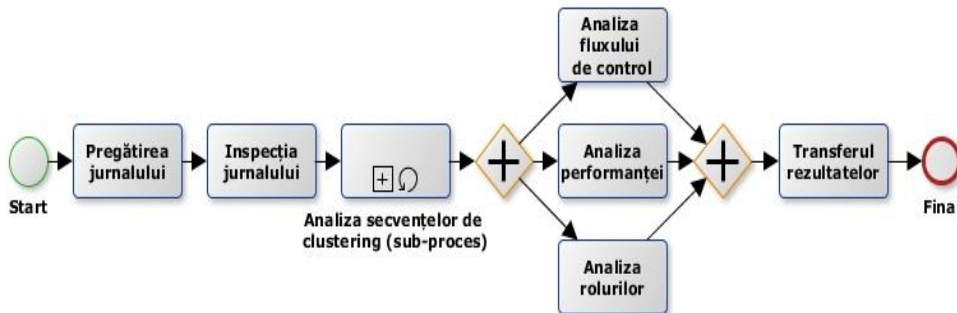 Start
Pregătirea
jurnalului
Inspecția
jurnalului
Analiza secvențelor de
clustering (sub-proces)
Analiza
fluxului
de control
Analiza
performanței
Analiza
rolurilor
Transferul
rezultatelor
Fina